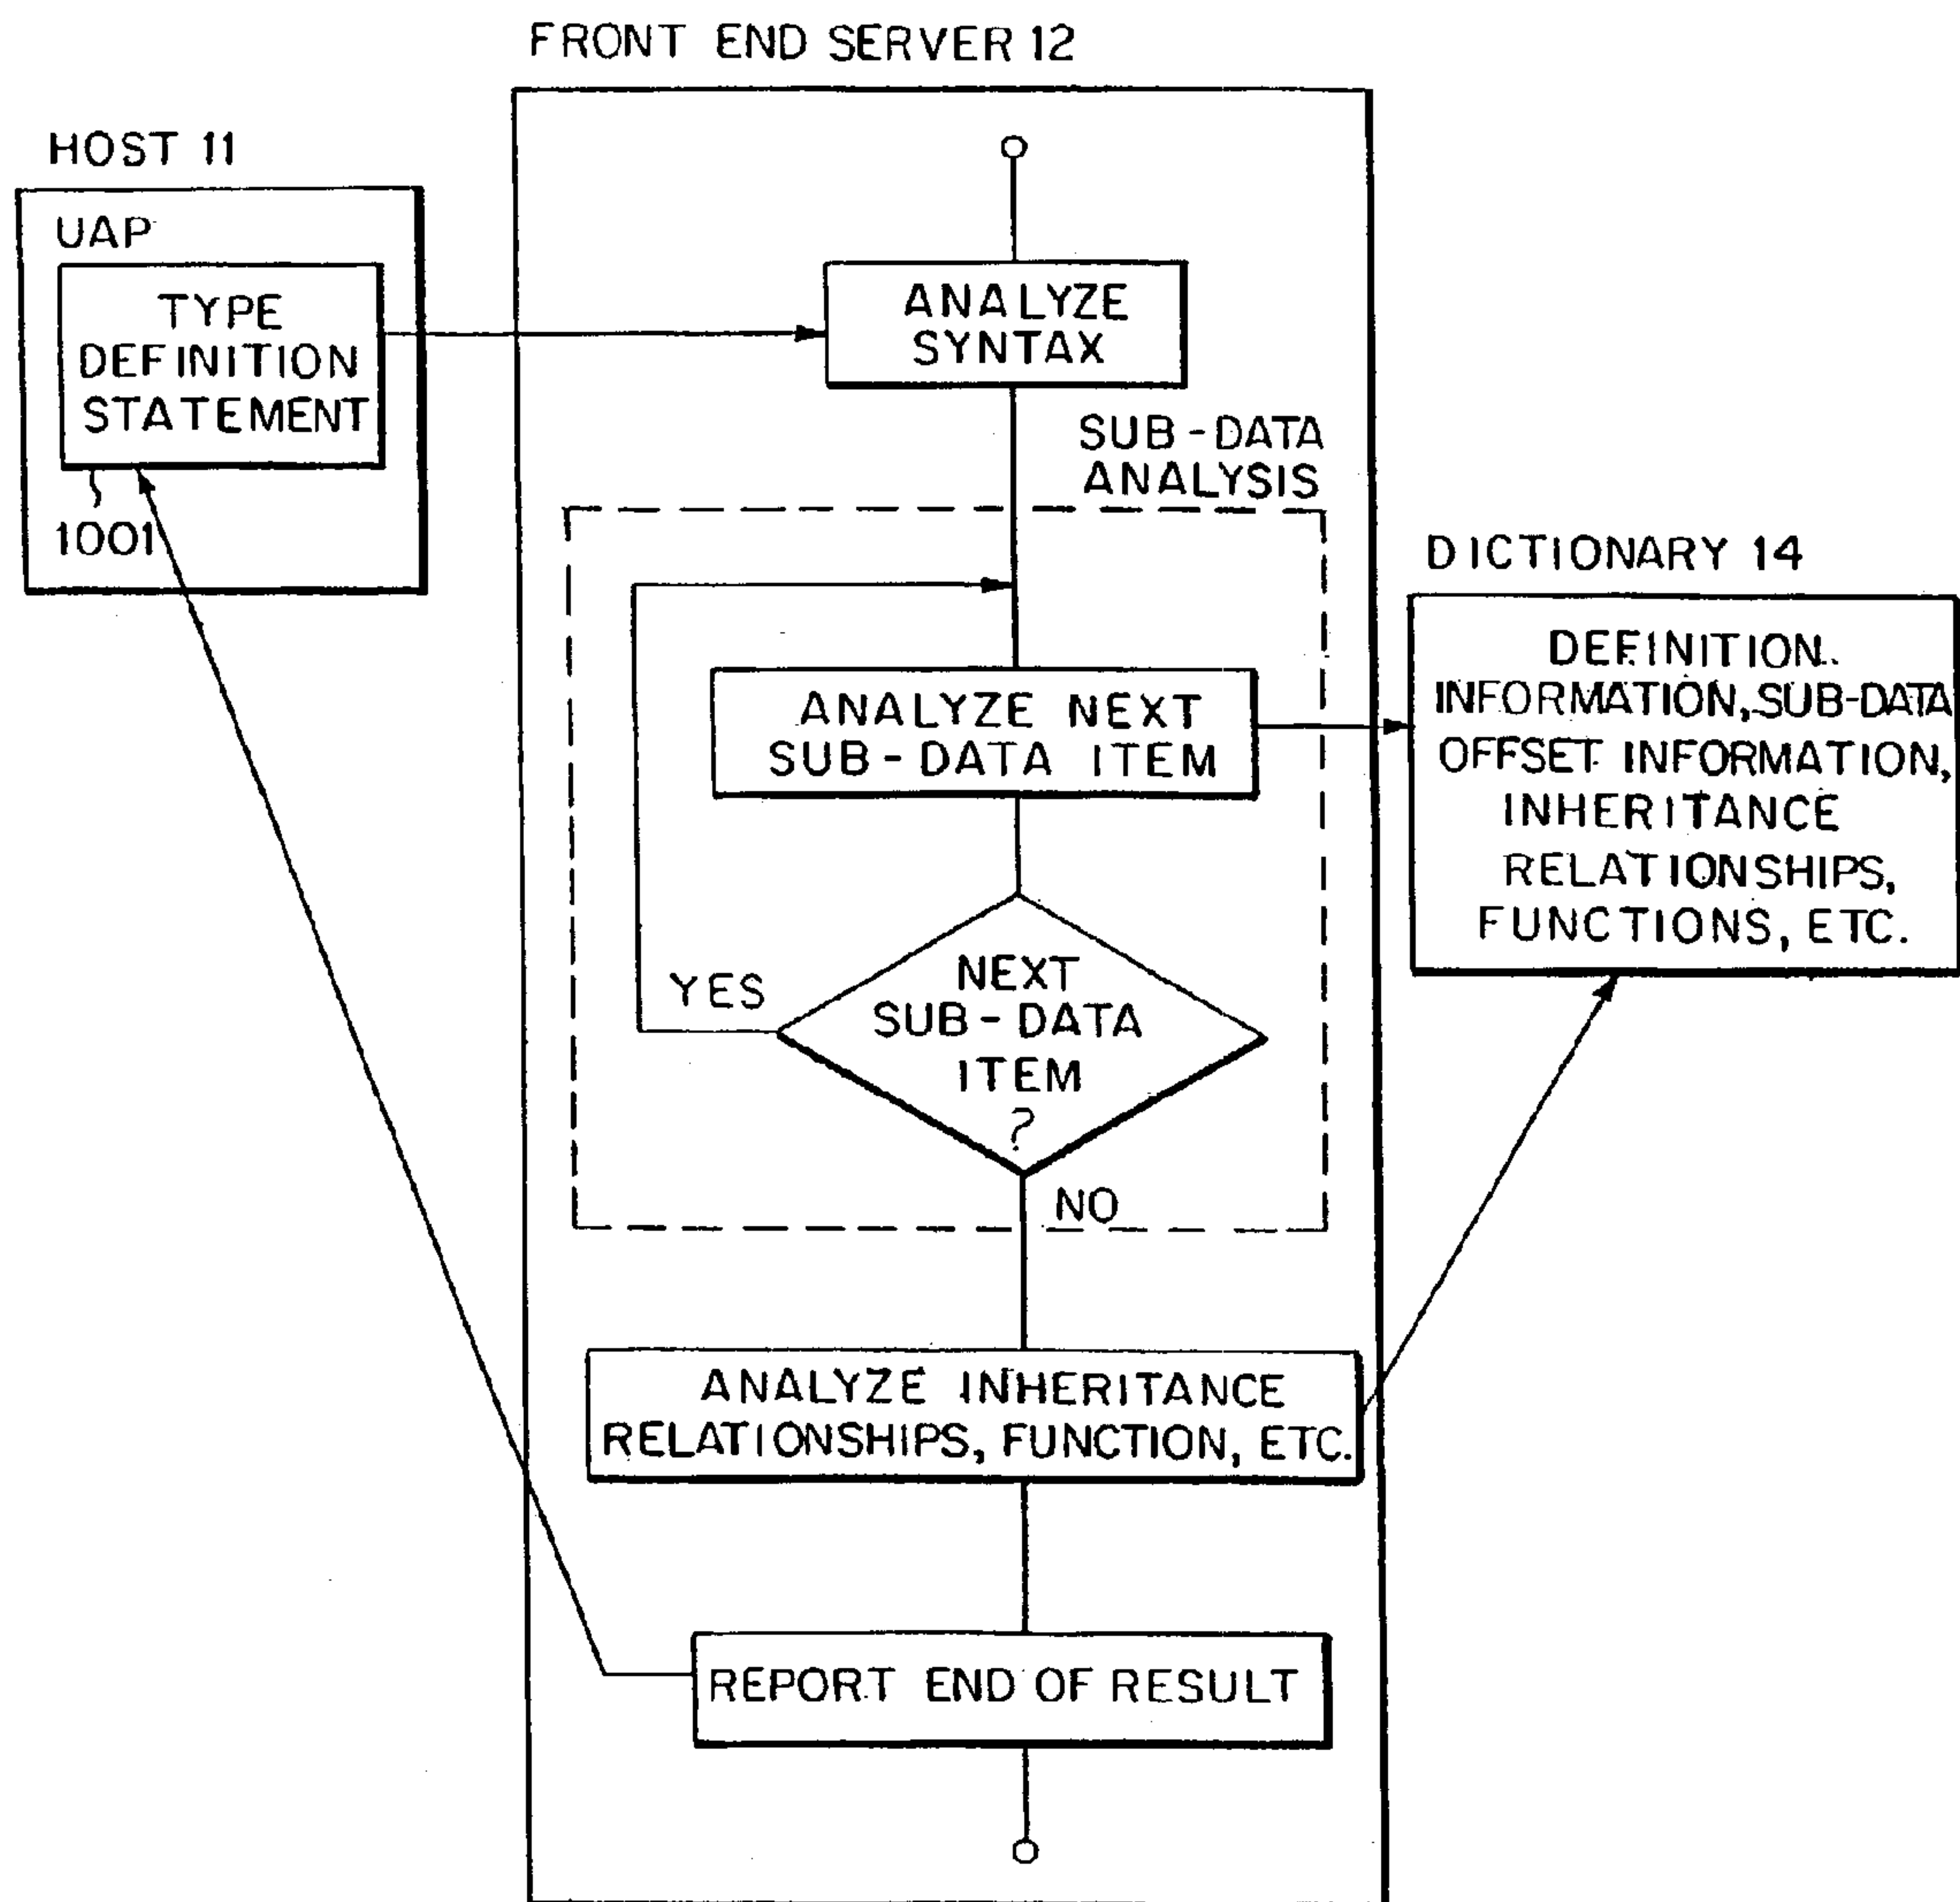 FRONT END SERVER 12
HOST 11
UAP
TYPE
DEFINITION
STATEMENT
1001
ANALYZE
SYNTAX
SUB-DATA
ANALYSIS
ANALYZE NEXT
SUB-DATA ITEM
YES
NEXT
SUB-DATA
ITEM
?
NO
DICTIONARY 14
DEFINITION
INFORMATION, SUB-DATA
OFFSET INFORMATION,
INHERITANCE
RELATIONSHIPS,
FUNCTIONS, ETC.
ANALYZE INHERITANCE
RELATIONSHIPS, FUNCTION, ETC.
REPORT END OF RESULT